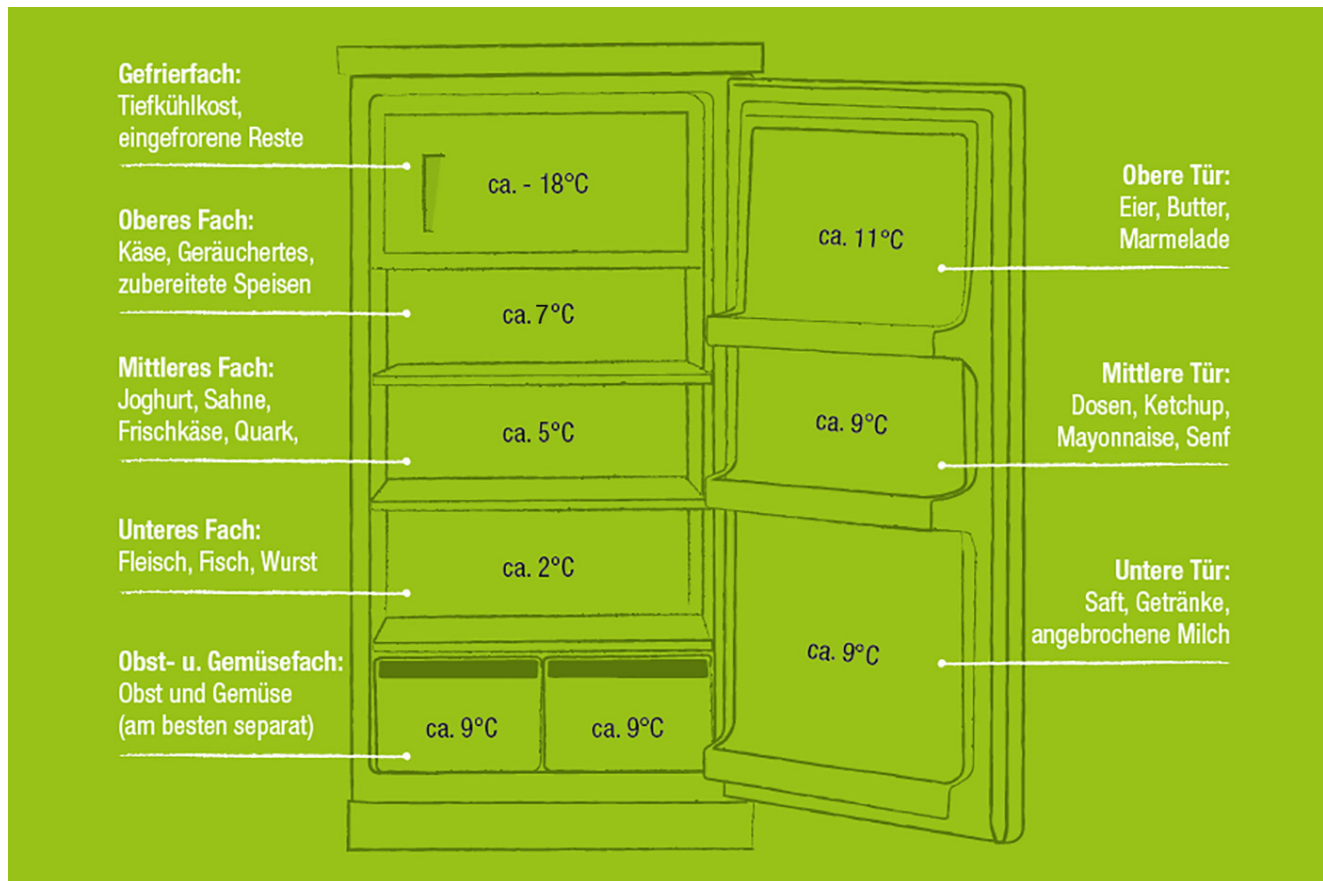 Gefrierfach:
Tiefkühlkost,
eingefrorene Reste
ca. - 18°C
Oberes Fach:
Käse, Geräuchertes,
zubereitete Speisen
ca. 7°C
Mittleres Fach:
Joghurt, Sahne,
Frischkäse, Quark,
ca. 5°C
Unteres Fach:
Fleisch, Fisch, Wurst
ca. 2°C
Obst- u. Gemüsefach:
Obst und Gemüse
(am besten separat)
ca. 9°C
ca. 9°C
Obere Tür:
Eier, Butter,
Marmelade
ca. 11°C
Mittlere Tür:
Dosen, Ketchup,
Mayonnaise, Senf
ca. 9°C
Untere Tür:
Saft, Getränke,
angebrochene Milch
ca. 9°C